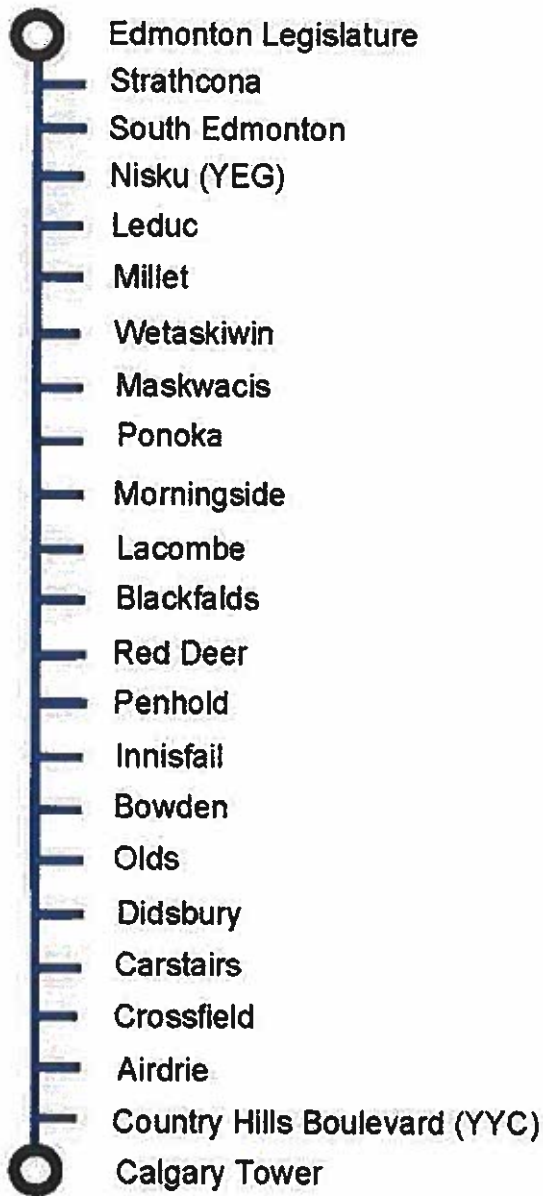 Edmonton Legislature
Strathcona
South Edmonton
Nisku (YEG)
Leduc
Millet
Wetaskiwin
Maskwacis
Ponoka
Morningside
Lacombe
Blackfalds
Red Deer
Penhold
Innisfail
Bowden
Olds
Didsbury
Carstairs
Crossfield
Airdrie
Country Hills Boulevard (YYC)
Calgary Tower